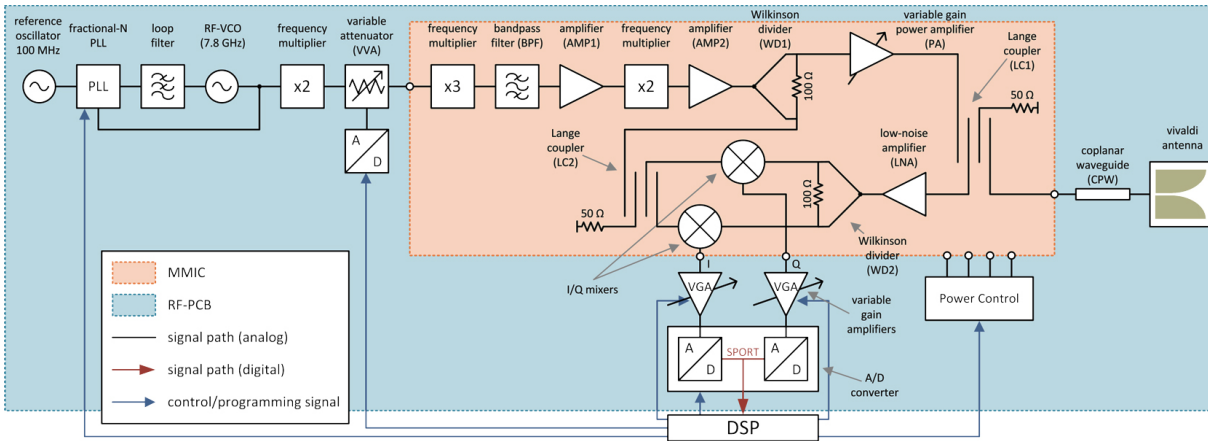 reference
oscillator
100 MHz
fractional-N
PLL
loop
filter
RF-VCO
(7.8 GHz)
frequency
multiplier
variable
attenuator
(VVA)
frequency
multiplier
bandpass
filter (BPF)
amplifier
(AMP1)
frequency
multiplier
amplifier
(AMP2)
Wilkinson
divider
(WD1)
variable gain
power amplifier
(PA)
Lange
coupler
(LC1)
PLL
x2
x3
x2
100 Ω
50 Ω
A
D
Lange
coupler
(LC2)
low-noise
amplifier
(LNA)
coplanar
waveguide
(CPW)
vivaldi
antenna
100 Ω
50 Ω
Wilkinson
divider
(WD2)
I/Q mixers
I
Q
VGA
VGA
variable
gain
amplifiers
Power Control
A
D
SPORT
A
D
A/D
converter
DSP
MMIC
RF-PCB
signal path (analog)
signal path (digital)
control/programming signal